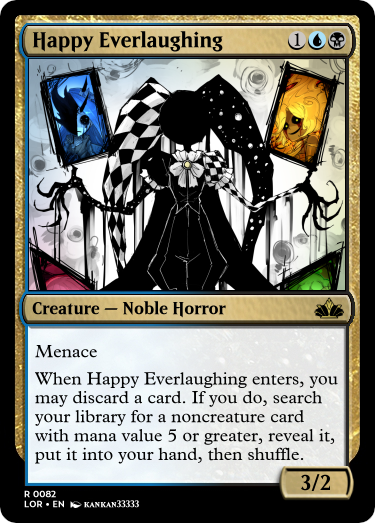 Happy Everlaughing 1
Creature — Noble Horror
Menace
When Happy Everlaughing enters, you
may discard a card. If you do, search
your library for a noncreature card
with mana value 5 or greater, reveal it,
put it into your hand, then shuffle.
3/2
R 0082
LOR • EN KANKAN33333